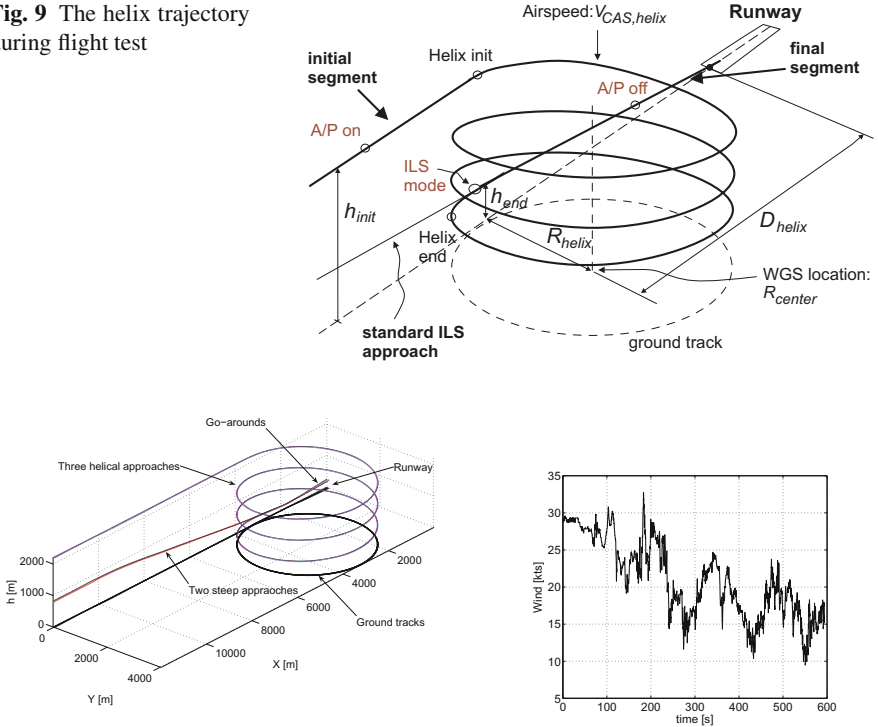 ig. 9 The helix trajectory
uring flight test
Airspeed: V_CAS,helix
Runway
initial
segment
Helix init
final
segment
A/P off
A/P on
ILS
mode
h_init
h_end
D_helix
Helix
end
R_helix
WGS location:
R_center
standard ILS
approach
ground track
Go−arounds
Three helical approaches
Runway
2000
1000
0
h [m]
0
2000
4000
Y [m]
Two steep appraoches
Ground tracks
10000
8000
6000
4000
2000
X [m]
35
30
25
20
15
10
5
Wind [kts]
0
100
200
300
400
500
600
time [s]